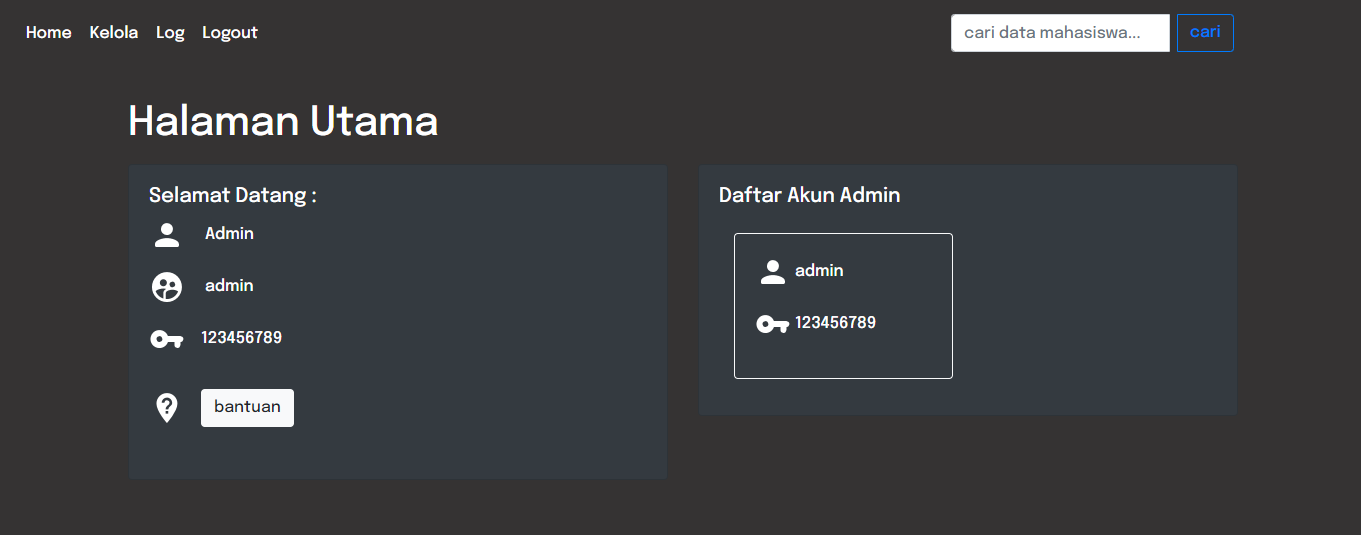 Home Kelola Log Logout
cari data mahasiswa... cari
Halaman Utama
Selamat Datang :
Admin
admin
123456789
bantuan
Daftar Akun Admin
admin
123456789